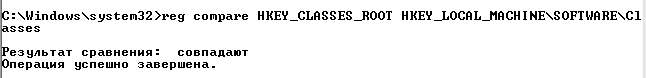 C:\Windows\system32>reg compare HKEY_CLASSES_ROOT HKEY_LOCAL_MACHINE\SOFTWARE\Cl
asses
Результат сравнения:  совпадают
Операция успешно завершена.